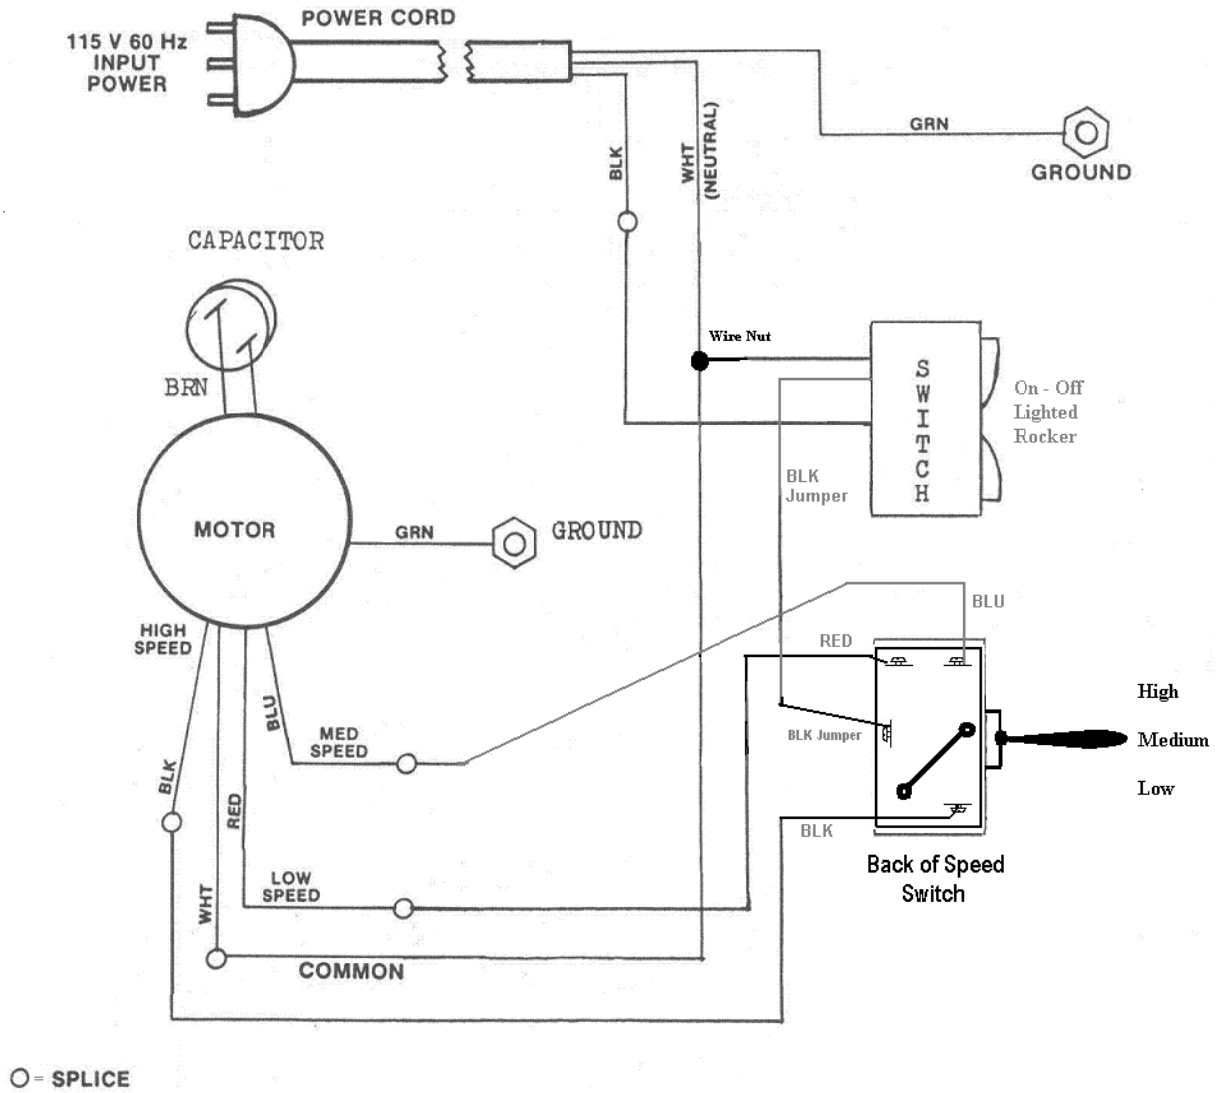 POWER CORD
115 V 60 Hz
INPUT
POWER
GRN
GROUND
BLK
WHT
(NEUTRAL)
CAPACITOR
BRN
Wire Nut
SWITCH
On - Off
Lighted
Rocker
BLK
Jumper
MOTOR
GRN
GROUND
HIGH
SPEED
BLU
RED
BLU
MED
SPEED
BLK Jumper
High
Medium
Low
BLK
RED
BLK
LOW
SPEED
WHT
Back of Speed
Switch
COMMON
= SPLICE